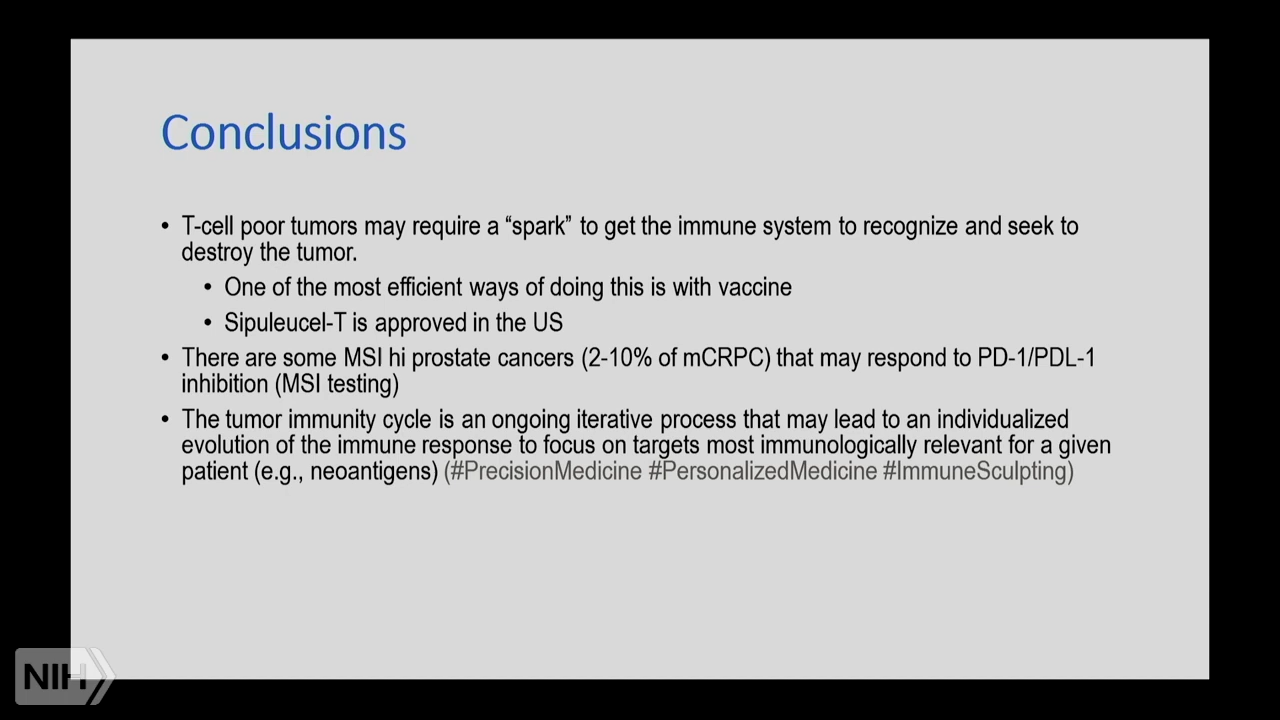 Conclusions
• T-cell poor tumors may require a “spark” to get the immune system to recognize and seek to
destroy the tumor.
• One of the most efficient ways of doing this is with vaccine
• Sipuleucel-T is approved in the US
• There are some MSI hi prostate cancers (2-10% of mCRPC) that may respond to PD-1/PDL-1
inhibition (MSI testing)
• The tumor immunity cycle is an ongoing iterative process that may lead to an individualized
evolution of the immune response to focus on targets most immunologically relevant for a given
patient (e.g., neoantigens) (#PrecisionMedicine #PersonalizedMedicine #ImmuneSculpting)
NIH